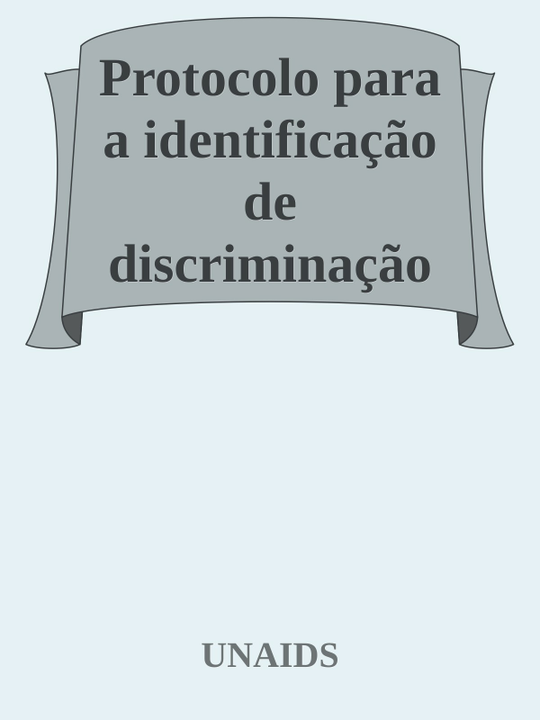 Protocolo para
a identificação
de
discriminação
UNAIDS